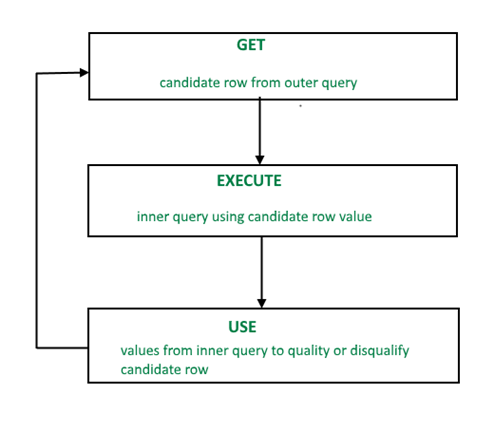 GET
candidate row from outer query
EXECUTE
inner query using candidate row value
USE
values from inner query to quality or disqualify
candidate row